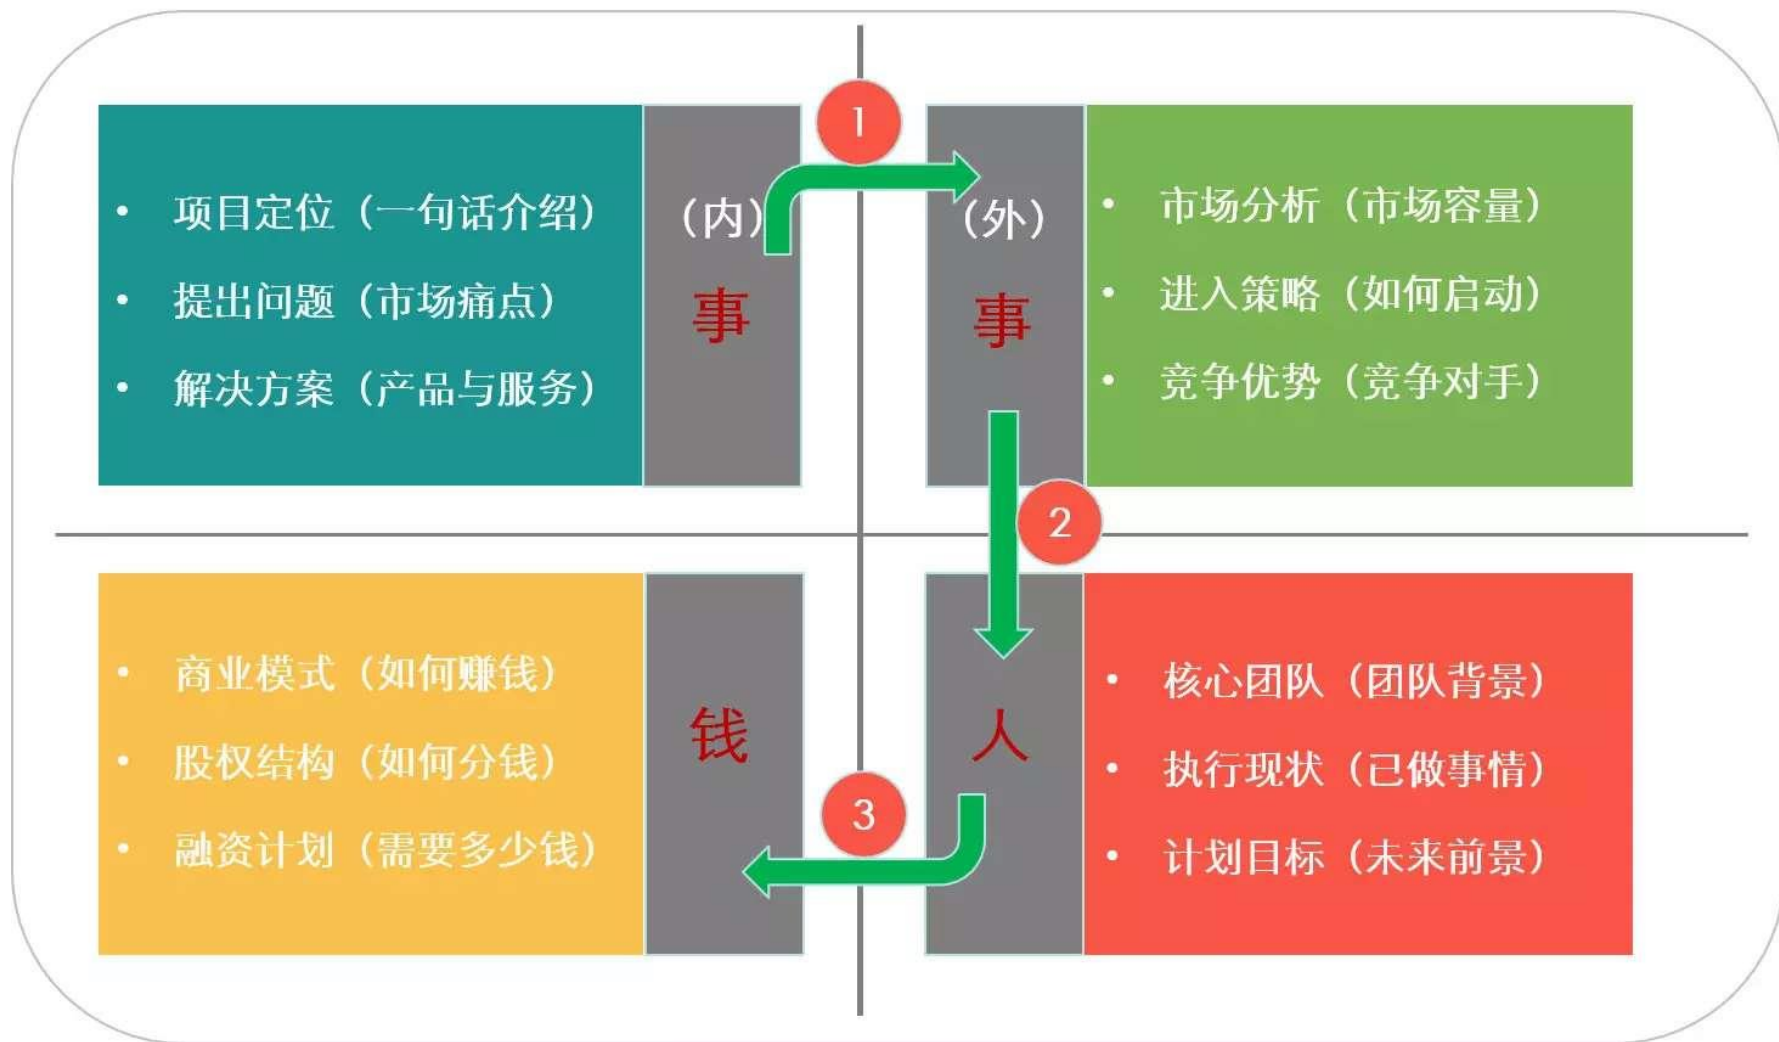 • 项目定位（一句话介绍）
• 提出问题（市场痛点）
• 解决方案（产品与服务）
（内）
事
1
（外）
事
• 市场分析（市场容量）
• 进入策略（如何启动）
• 竞争优势（竞争对手）
2
• 商业模式（如何赚钱）
• 股权结构（如何分钱）
• 融资计划（需要多少钱）
钱
3
人
• 核心团队（团队背景）
• 执行现状（已做事情）
• 计划目标（未来前景）